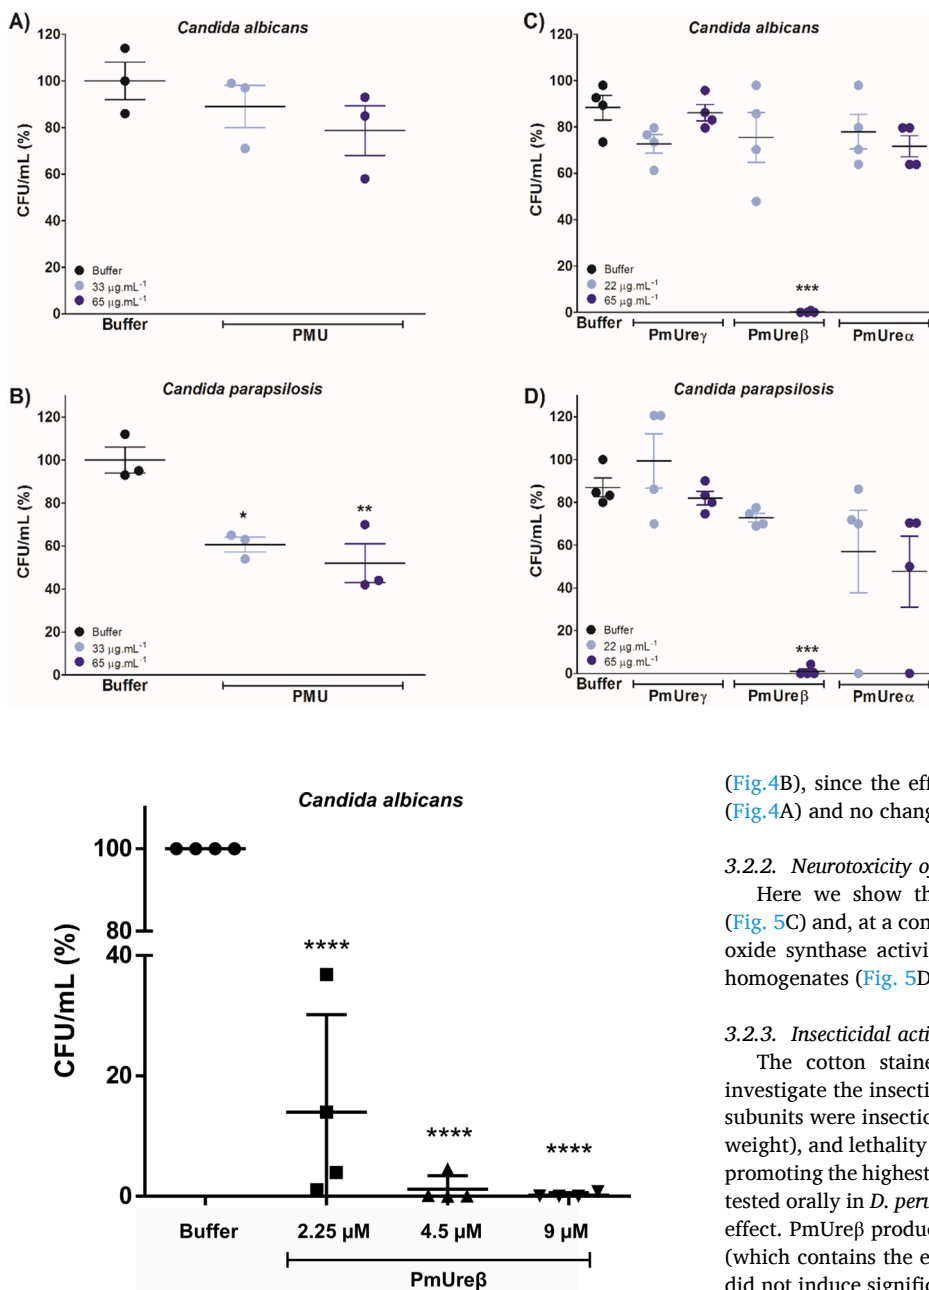 A)
Candida albicans
120
100
80
60
40
20
0
CFU/mL (%)
Buffer
33 µg.mL⁻¹
65 µg.mL⁻¹
Buffer
PMU
C)
Candida albicans
120
100
80
60
40
20
0
CFU/mL (%)
***
Buffer
22 µg.mL⁻¹
65 µg.mL⁻¹
Buffer
PmUreγ
PmUreβ
PmUreα
B)
Candida parapsilosis
120
100
80
60
40
20
0
CFU/mL (%)
*
**
Buffer
33 µg.mL⁻¹
65 µg.mL⁻¹
Buffer
PMU
D)
Candida parapsilosis
120
100
80
60
40
20
0
CFU/mL (%)
***
Buffer
22 µg.mL⁻¹
65 µg.mL⁻¹
Buffer
PmUreγ
PmUreβ
PmUreα
Candida albicans
100
80
40
20
0
CFU/mL (%)
****
****
****
Buffer
2.25 µM
4.5 µM
9 µM
PmUreβ
(Fig.4B), since the eff
(Fig.4A) and no chang
3.2.2. Neurotoxicity of
Here we show th
(Fig. 5C) and, at a con
oxide synthase activi
homogenates (Fig. 5D
3.2.3. Insecticidal acti
The cotton staine
investigate the insecti
subunits were insectic
weight), and lethality
promoting the highest
tested orally in D. peru
effect. PmUreβ produc
(which contains the e
did not induce signific